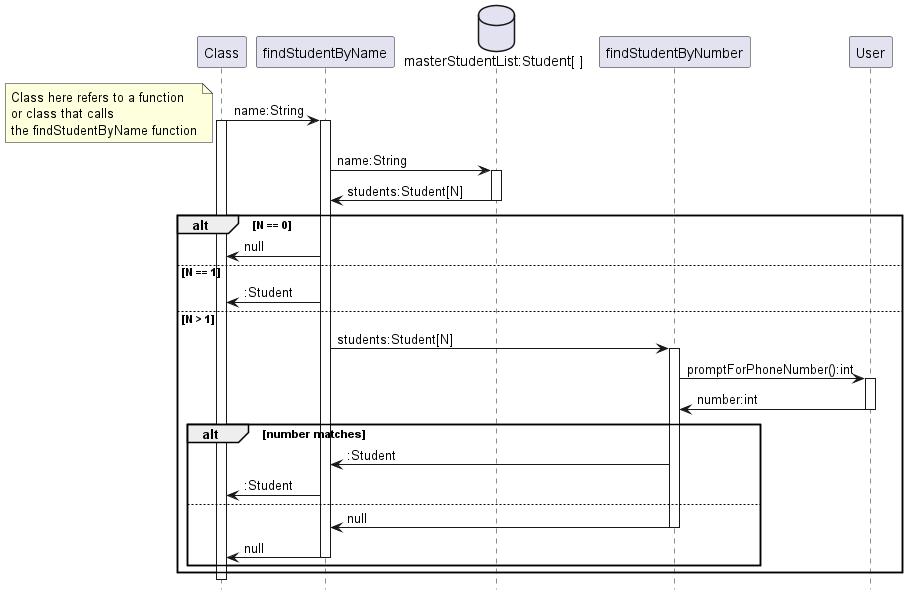 Class
findStudentByName
masterStudentList:Student[ ]
findStudentByNumber
User
Class here refers to a function
or class that calls
the findStudentByName function
name:String
name:String
students:Student[N]
alt [N == 0]
null
[N == 1]
:Student
[N > 1]
students:Student[N]
promptForPhoneNumber():int
number:int
alt [number matches]
:Student
:Student
null
null